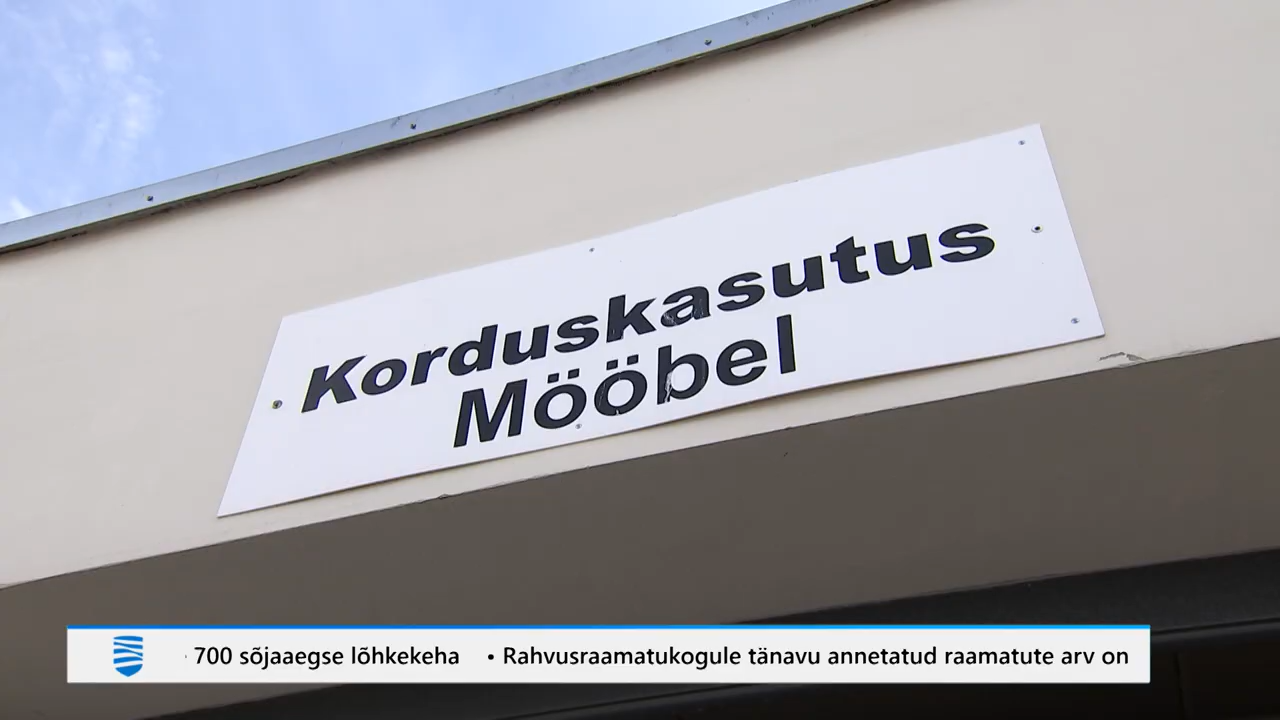 Korduskasutus
Mööbel
700 sõjaaegse lõhkekeha • Rahvusraamatukogule tänavu annetatud raamatute arv on